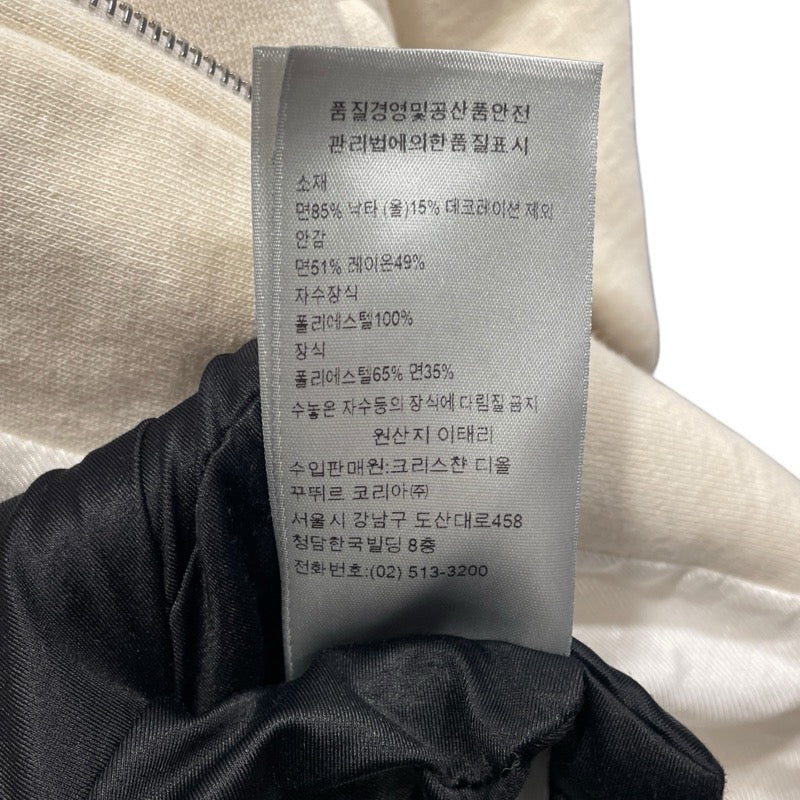 품질경영및공산품안전
관리법에의한품질표시
소재
면85% 낙타 (울)15% 데코레이션 제외
안감
면51% 레이온49%
자수장식
폴리에스텔100%
장식
폴리에스텔65% 면35%
수놓은 자수등의 장식에 다림질 금지
원산지 이태리
수입판매원:크리스챤 디올
꾸뛰르 코리아㈜
서울시 강남구 도산대로458
청담한국빌딩 8층
전화번호:(02) 513-3200